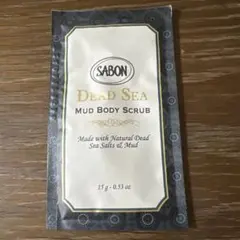 SABON
DEAD SEA
MUD BODY SCRUB
Made with Natural Dead
Sea Salts & Mud
15 g - 0.53 oz